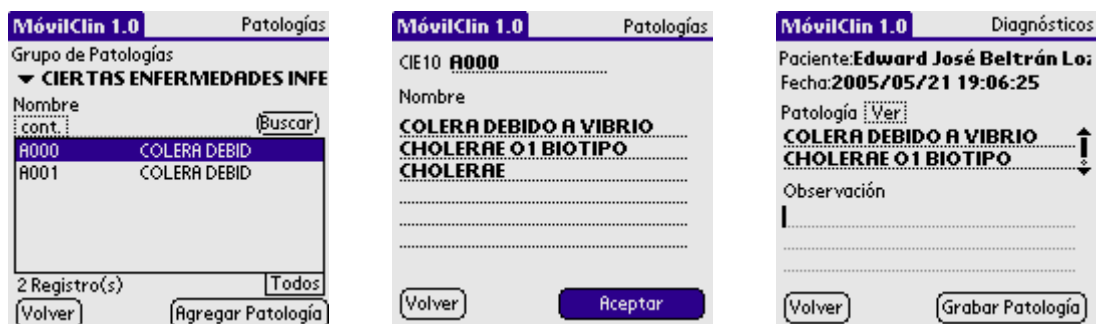 MóvilClin 1.0 Patologías
Grupo de Patologías
CIERTAS ENFERMEDADES INFE
Nombre
cont. Buscar
A000 COLERA DEBID
A001 COLERA DEBID
2 Registro(s) Todos
Volver Agregar Patología
MóvilClin 1.0 Patologías
CIE10 A000
Nombre
COLERA DEBIDO A VIBRIO
CHOLERAE O1 BIOTIPO
CHOLERAE
Volver Aceptar
MóvilClin 1.0 Diagnósticos
Paciente:Edward José Beltrán Lo
Fecha:2005/05/21 19:06:25
Patología Ver
COLERA DEBIDO A VIBRIO
CHOLERAE O1 BIOTIPO
Observación
Volver Grabar Patología